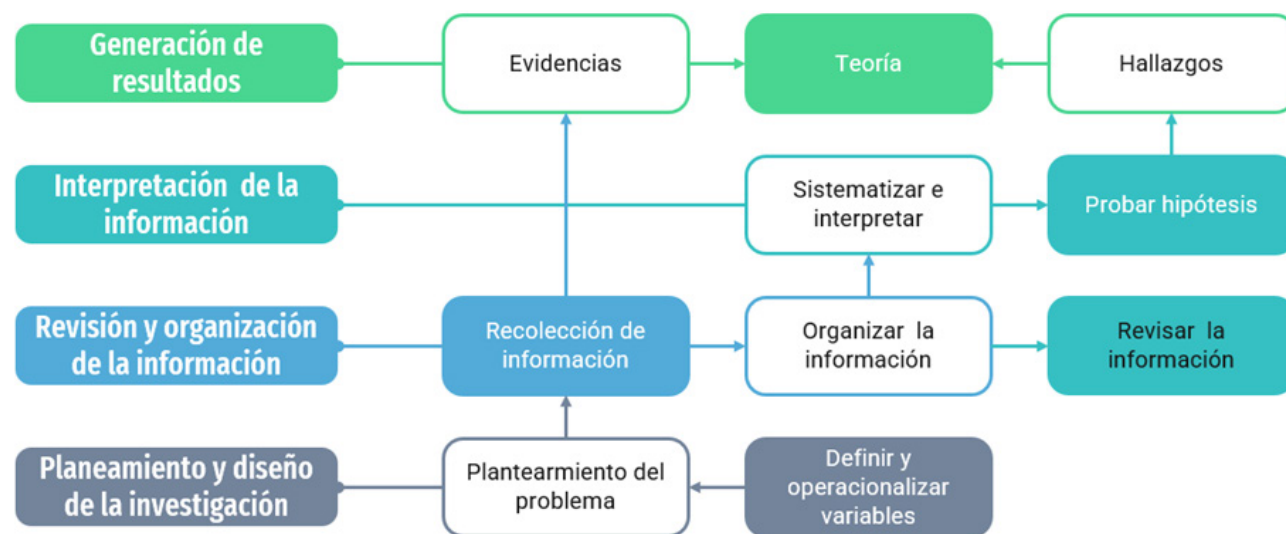 Generación de
resultados
Evidencias
Teoría
Hallazgos
Interpretación de la
información
Sistematizar e
interpretar
Probar hipótesis
Revisión y organización
de la información
Recolección de
información
Organizar la
información
Revisar la
información
Planeamiento y diseño
de la investigación
Planteармiento del
problema
Definir y
operacionalizar
variables